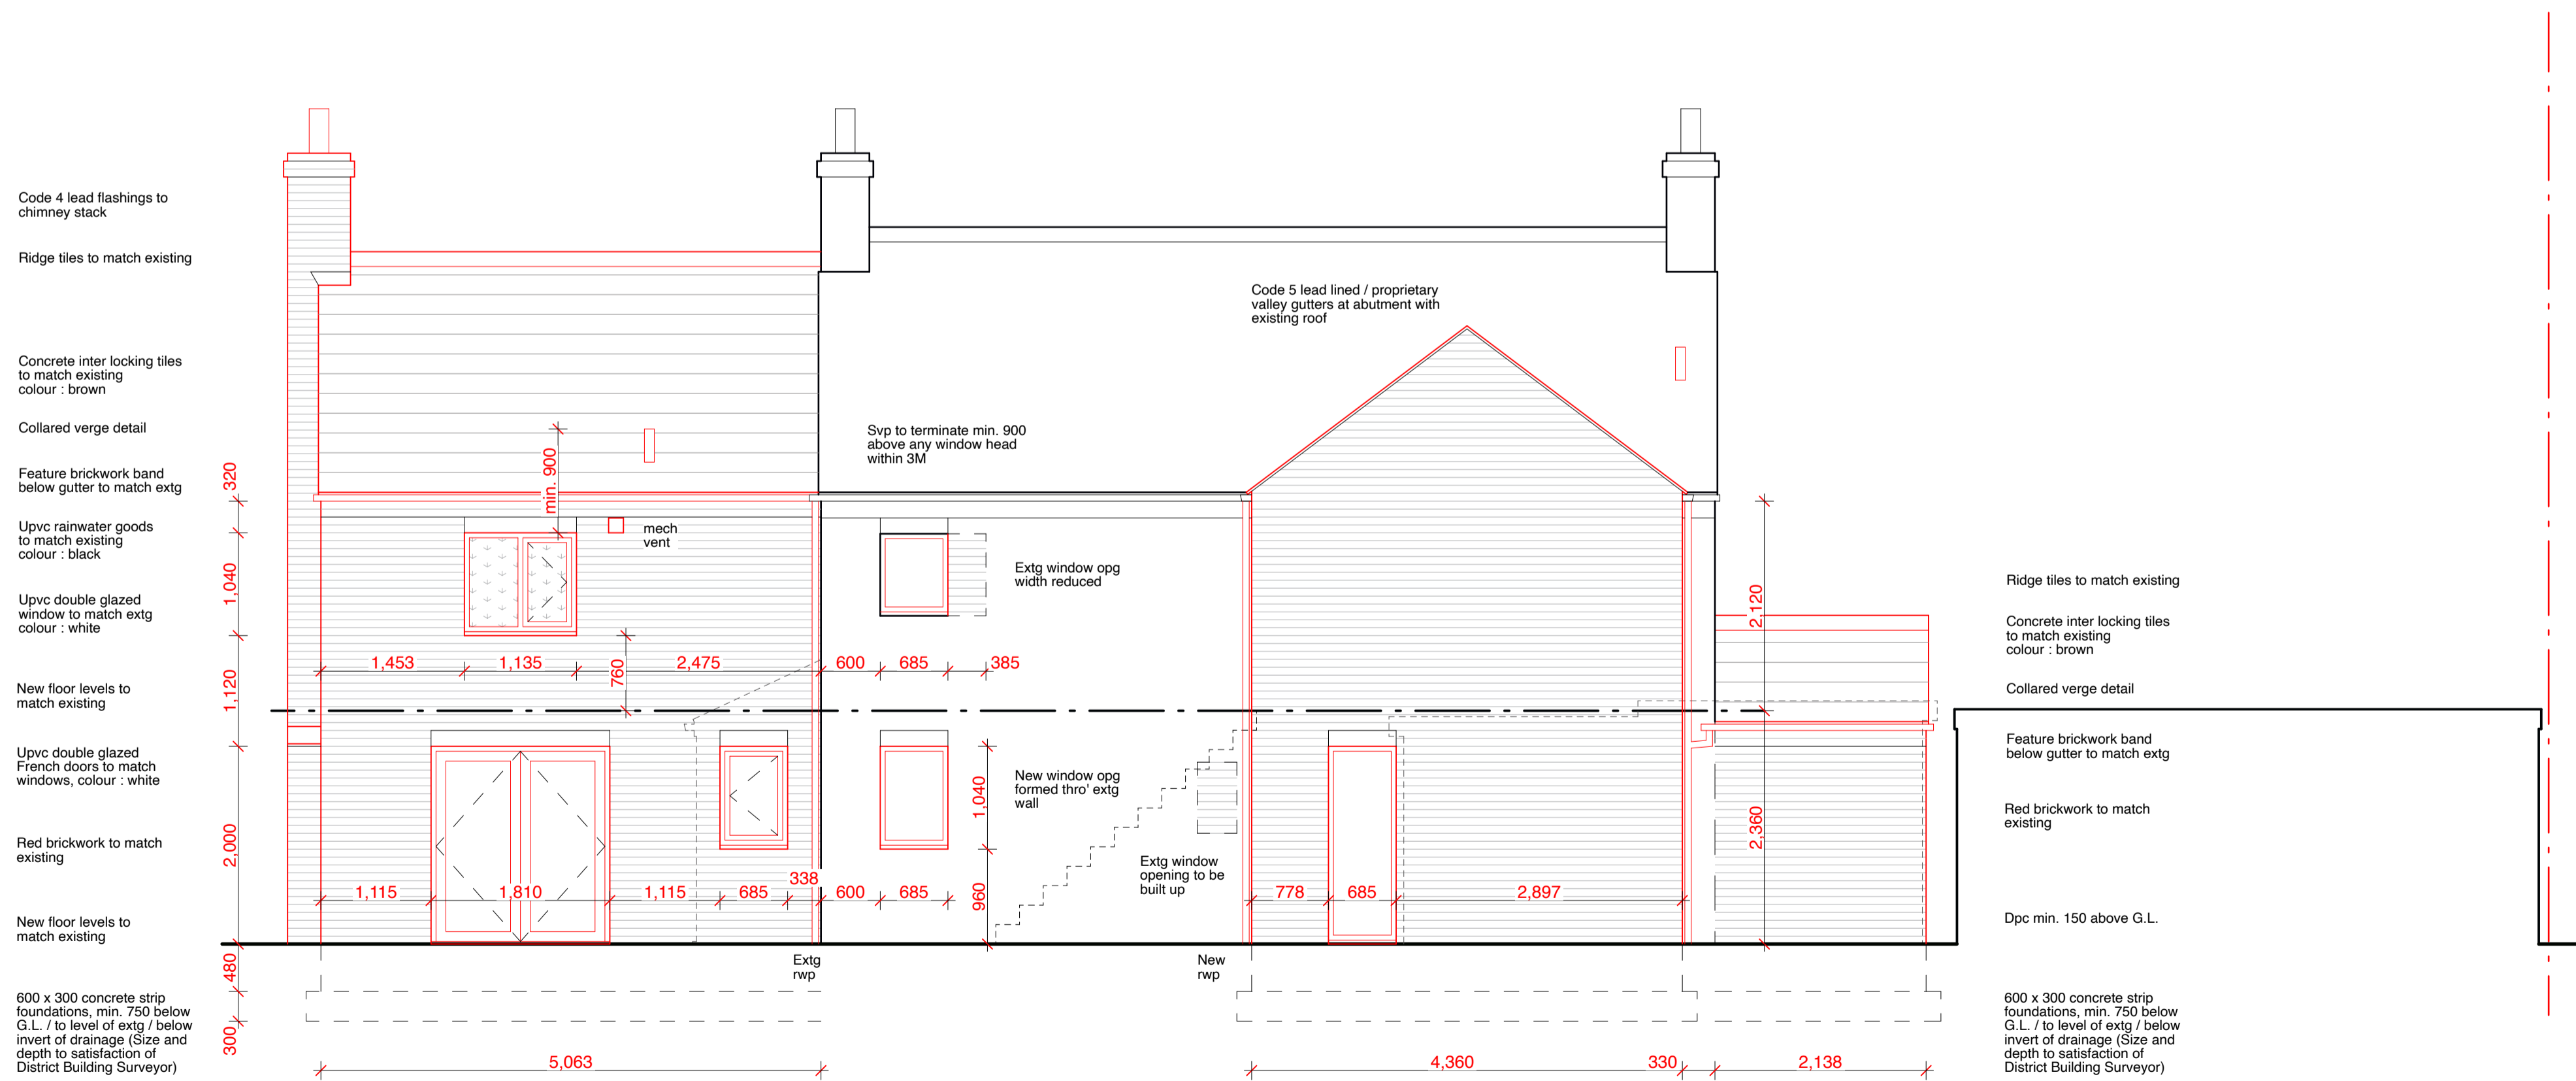 Code 4 lead flashings to
chimney stack
Ridge tiles to match existing
Concrete inter locking tiles
to match existing
colour : brown
Collared verge detail
Feature brickwork band
below gutter to match extg
Upvc rainwater goods
to match existing
colour : black
Upvc double glazed
window to match extg
colour : white
New floor levels to
match existing
Upvc double glazed
French doors to match
windows, colour : white
Red brickwork to match
existing
New floor levels to
match existing
600 x 300 concrete strip
foundations, min. 750 below
G.L. / to level of extg / below
invert of drainage (Size and
depth to satisfaction of
District Building Surveyor)
320
1,040
1,120
2,000
480
300
min. 900
mech
vent
1,453
1,135
2,475
760
600
685
385
1,115
1,810
1,115
685
338
600
685
Extg
rwp
5,063
Code 5 lead lined / proprietary
valley gutters at abutment with
existing roof
Svp to terminate min. 900
above any window head
within 3M
Extg window opg
width reduced
New window opg
formed thro' extg
wall
1,040
960
Extg window
opening to be
built up
New
rwp
778
685
2,897
2,120
2,360
4,360
330
2,138
Ridge tiles to match existing
Concrete inter locking tiles
to match existing
colour : brown
Collared verge detail
Feature brickwork band
below gutter to match extg
Red brickwork to match
existing
Dpc min. 150 above G.L.
600 x 300 concrete strip
foundations, min. 750 below
G.L. / to level of extg / below
invert of drainage (Size and
depth to satisfaction of
District Building Surveyor)